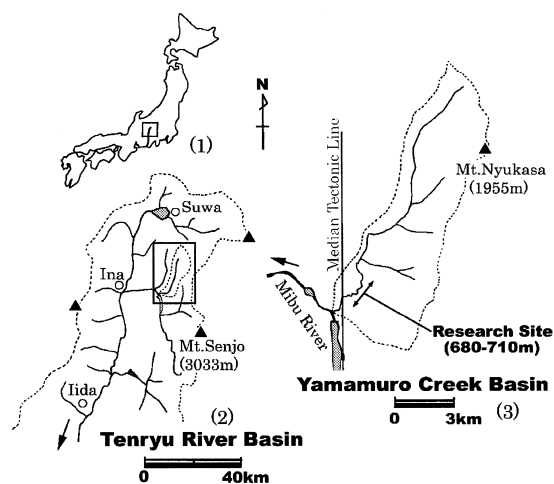 (1)
N
Suwa
Ina
Mt.Senjo
(3033m)
Iida
(2)
Tenryu River Basin
0 40km
Median Tectonic Line
Mt.Nyukasa
(1955m)
Mibu River
Research Site
(680-710m)
Yamamuro Creek Basin
0 3km
(3)